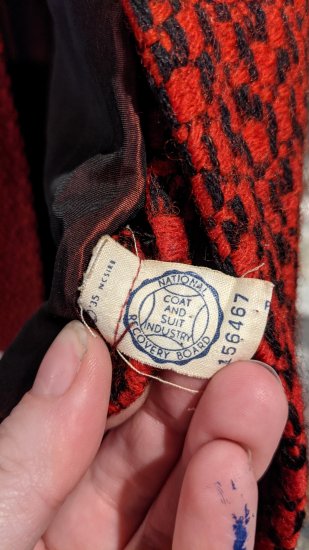 NATIONAL
COAT
AND
SUIT
INDUSTRY
RECOVERY BOARD
156467